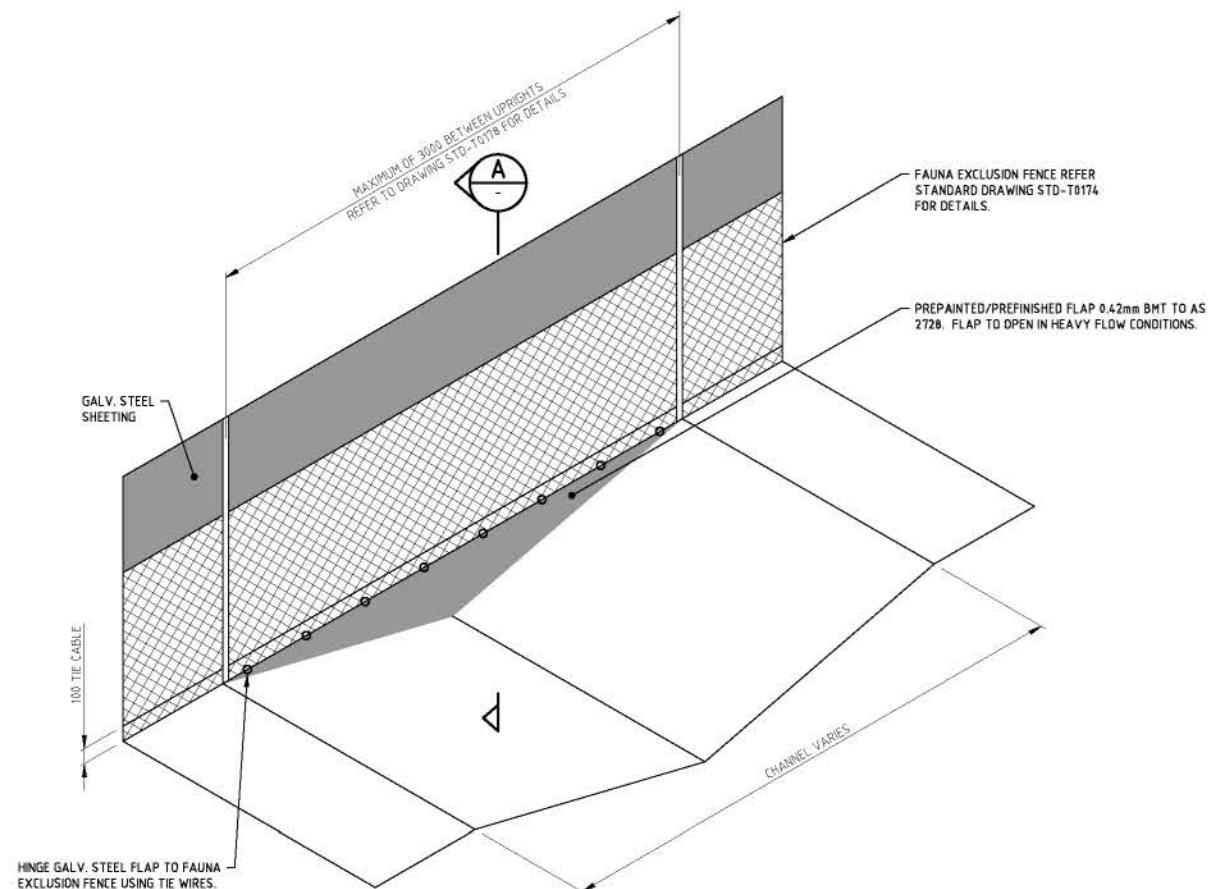 MAXIMUM OF 3000 BETWEEN UPRIGHTS
REFER TO DRAWING STD-T0178 FOR DETAILS
A
-
FAUNA EXCLUSION FENCE REFER
STANDARD DRAWING STD-T0174
FOR DETAILS.
PREPAINTED/PREFINISHED FLAP 0.42mm BMT TO AS
2728. FLAP TO OPEN IN HEAVY FLOW CONDITIONS.
GALV. STEEL
SHEETING
100 TIE CABLE
CHANNEL VARIES
HINGE GALV. STEEL FLAP TO FAUNA
EXCLUSION FENCE USING TIE WIRES.